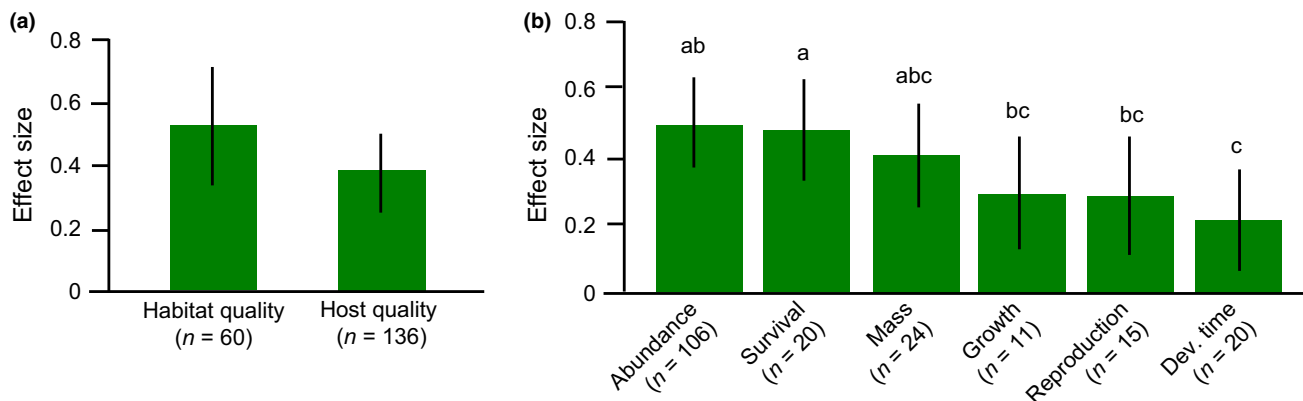 (a)
0.8
0.6
0.4
0.2
0
Effect size
Habitat quality
(n = 60)
Host quality
(n = 136)
(b)
0.8
0.6
0.4
0.2
0
Effect size
ab
a
abc
bc
bc
c
Abundance
(n = 106)
Survival
(n = 20)
Mass
(n = 24)
Growth
(n = 11)
Reproduction
(n = 15)
Dev. time
(n = 20)